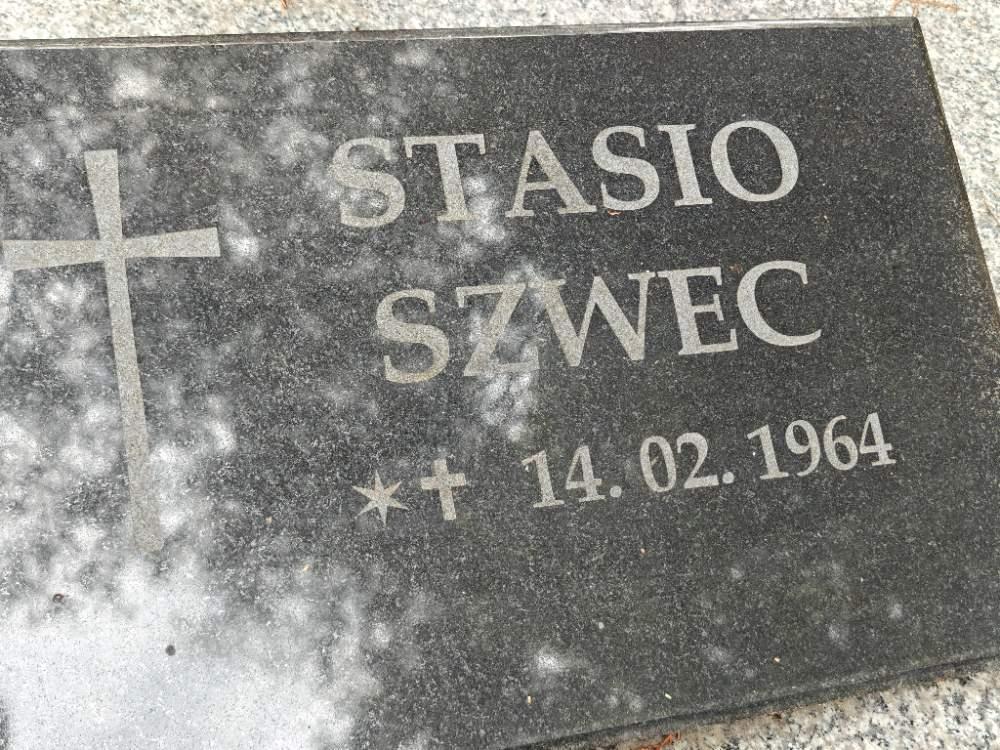 STASIO
SZWEC
✶ ✝ 14. 02. 1964